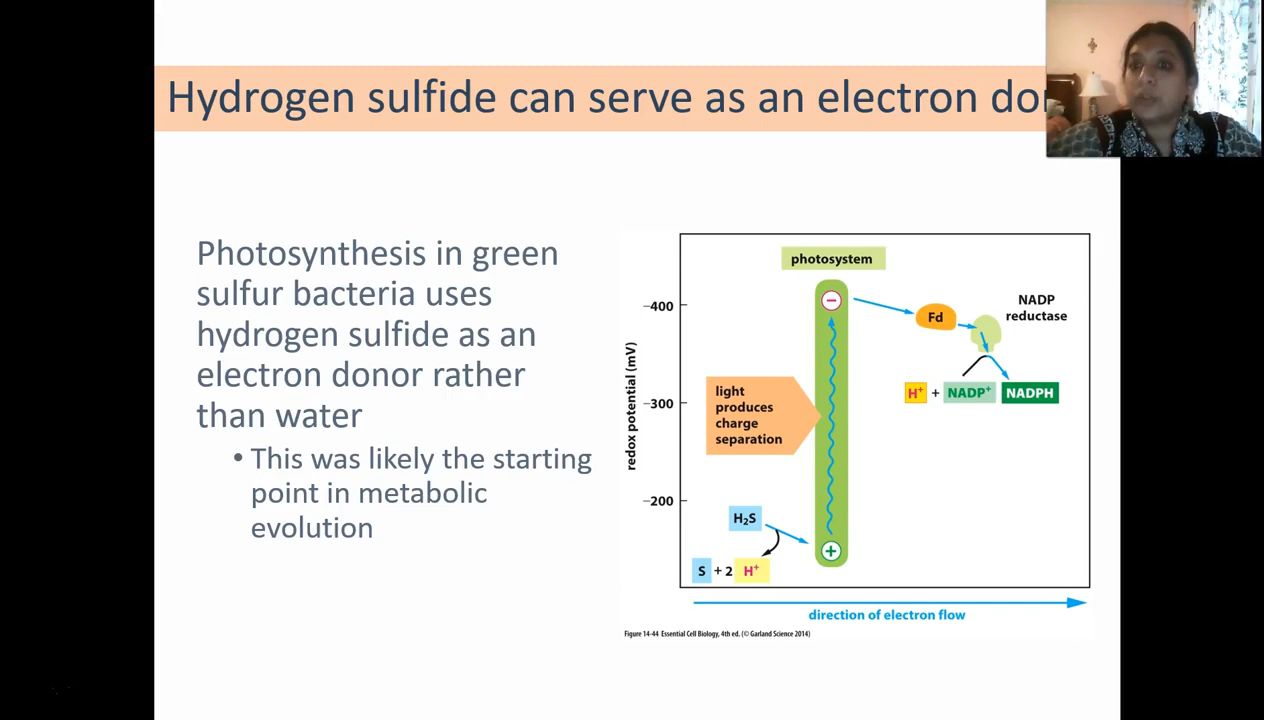 Hydrogen sulfide can serve as an electron
Photosynthesis in green
sulfur bacteria uses
hydrogen sulfide as an
electron donor rather
than water
• This was likely the starting
point in metabolic
evolution
photosystem
−400
−300
−200
redox potential (mV)
−
Fd
NADP
reductase
H⁺ + NADP⁺ NADPH
light
produces
charge
separation
H₂S
+
S + 2 H⁺
direction of electron flow
Figure 14-44 Essential Cell Biology, 4th ed. (© Garland Science 2014)